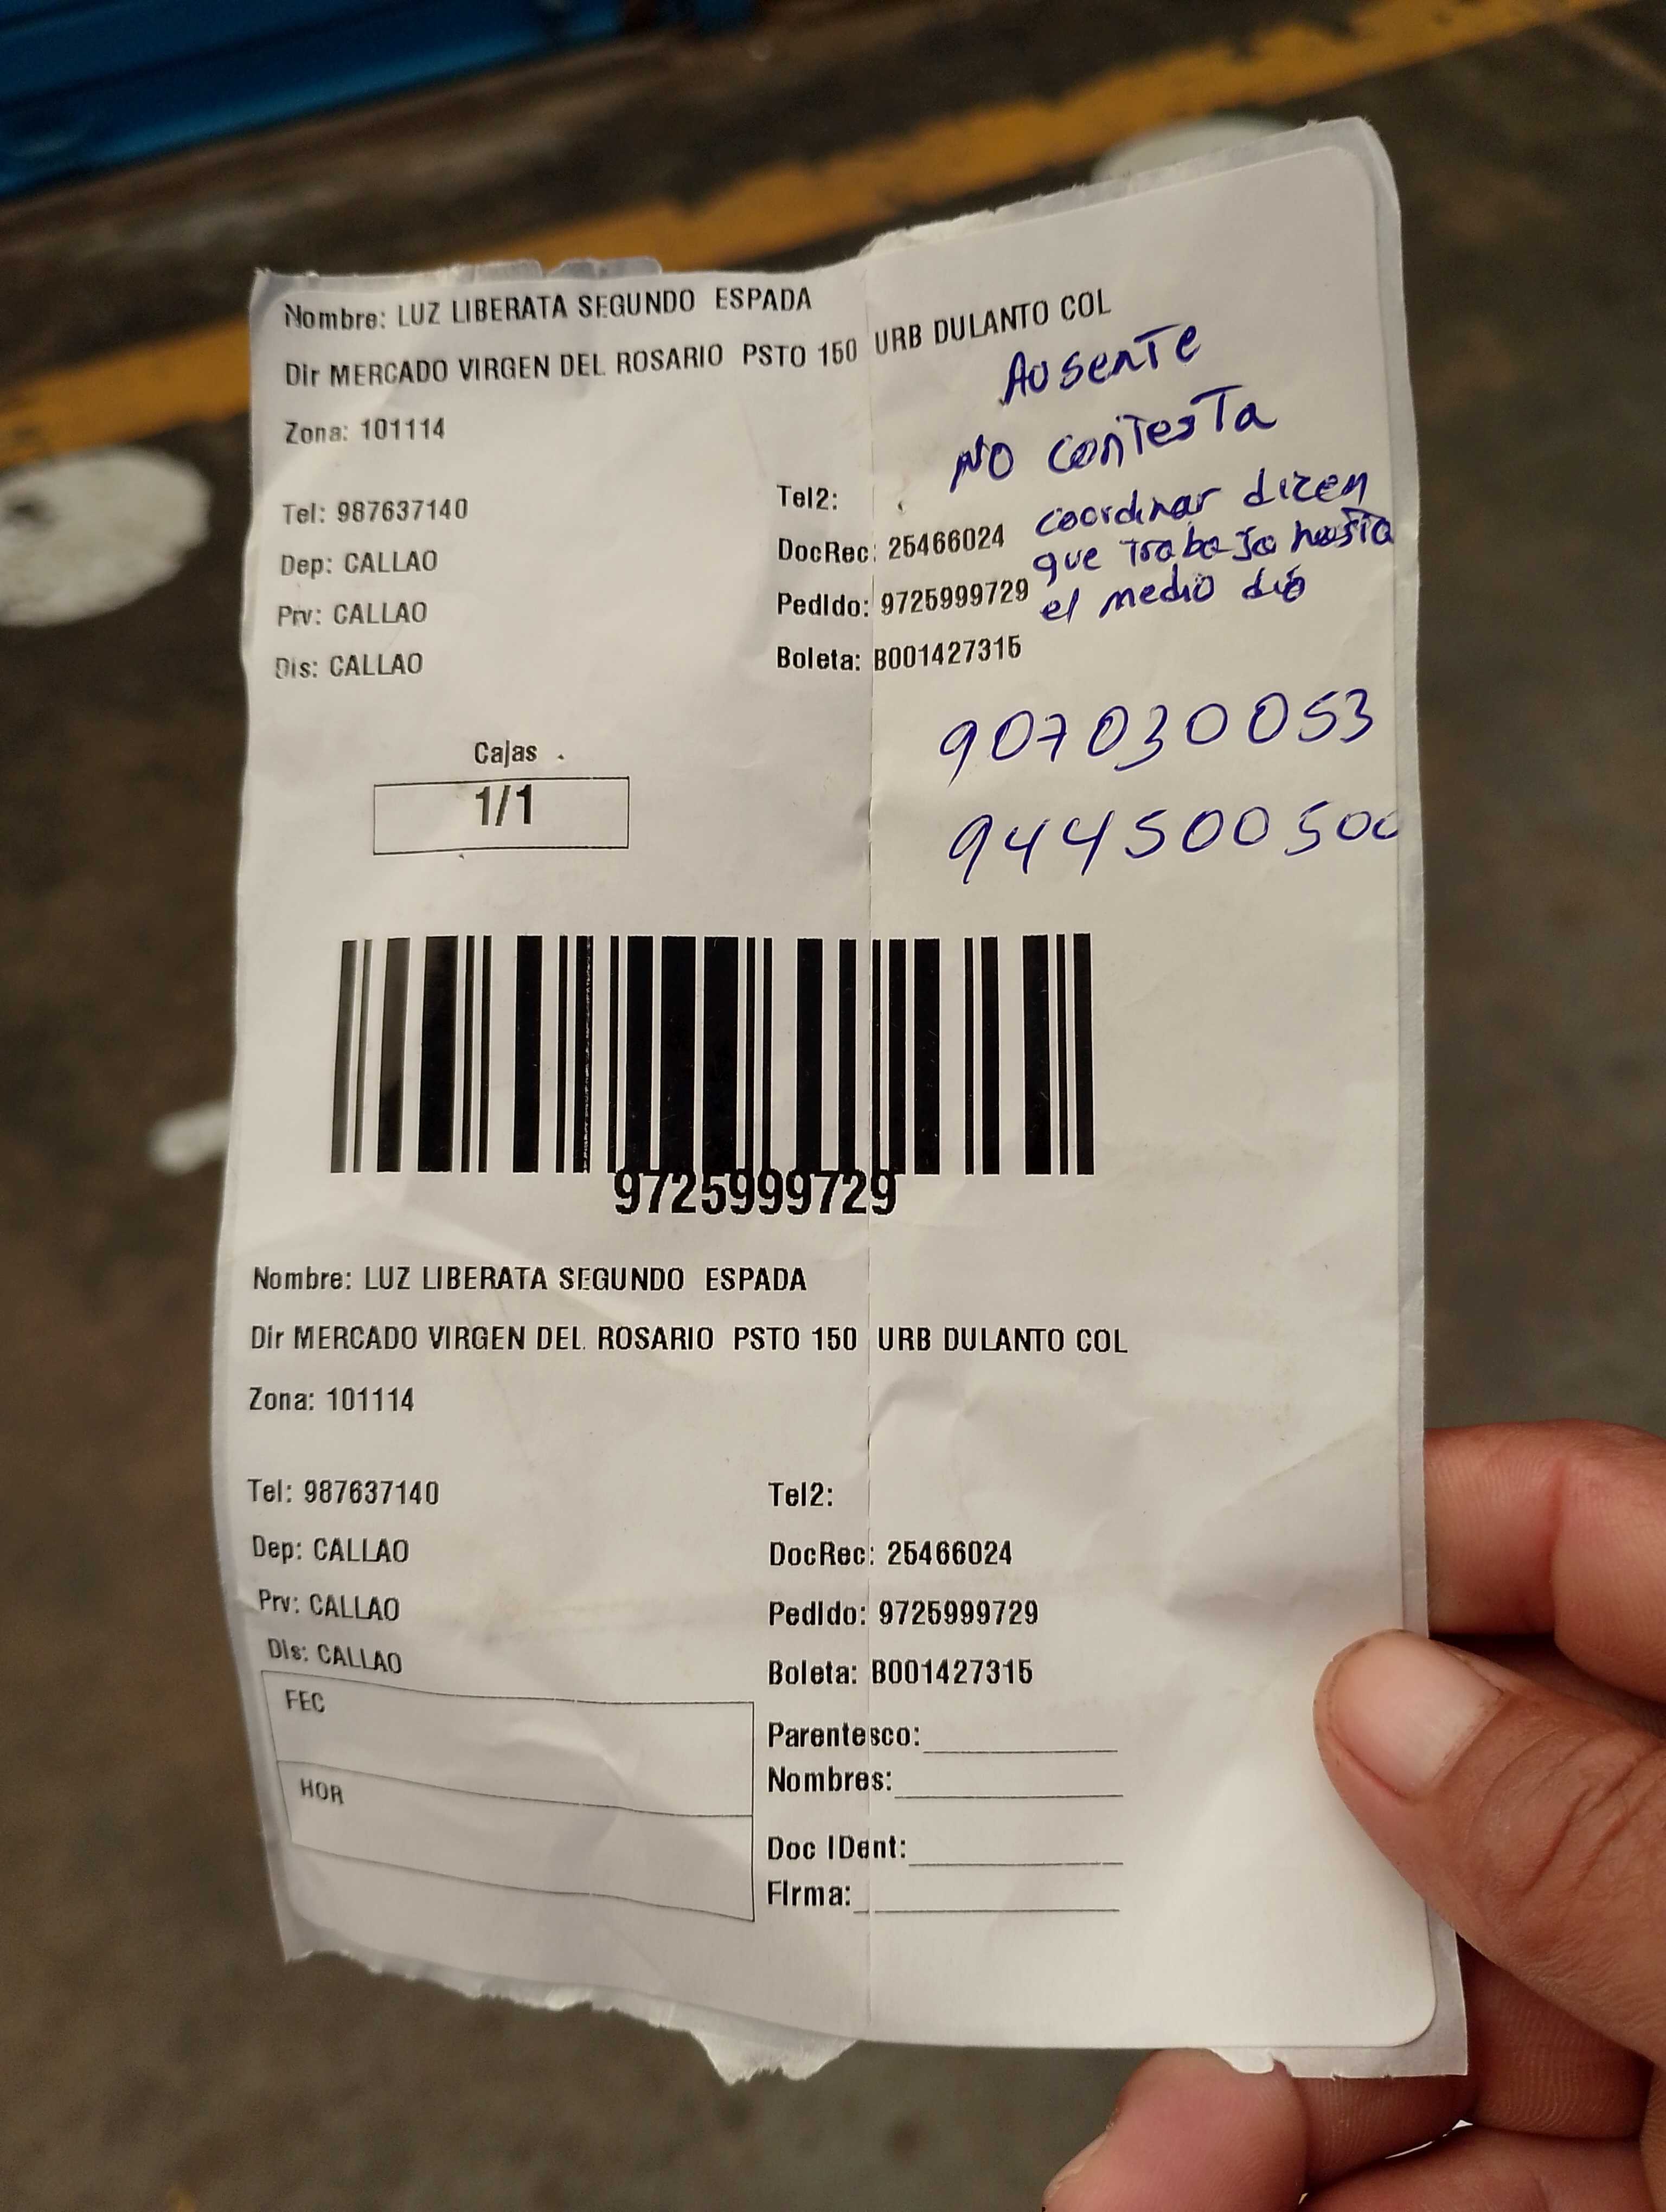 Nombre: LUZ LIBERATA SEGUNDO ESPADA
Dir MERCADO VIRGEN DEL ROSARIO PSTO 150 URB DULANTO COL
Ausente
No contesta
Zona: 101114
coordinar dicen
que trabaja hasta
el medio día
Tel: 987637140
Tel2:
Dep: CALLAO
DocRec: 25466024
Prv: CALLAO
Pedido: 9725999729
Dis: CALLAO
Boleta: B001427315
907030053
944500500
Cajas
1/1
9725999729
Nombre: LUZ LIBERATA SEGUNDO ESPADA
Dir MERCADO VIRGEN DEL ROSARIO PSTO 150 URB DULANTO COL
Zona: 101114
Tel: 987637140
Tel2:
Dep: CALLAO
DocRec: 25466024
Prv: CALLAO
Pedido: 9725999729
Dis: CALLAO
Boleta: B001427315
FEC
HOR
Parentesco:
Nombres:
Doc IDent:
Firma: